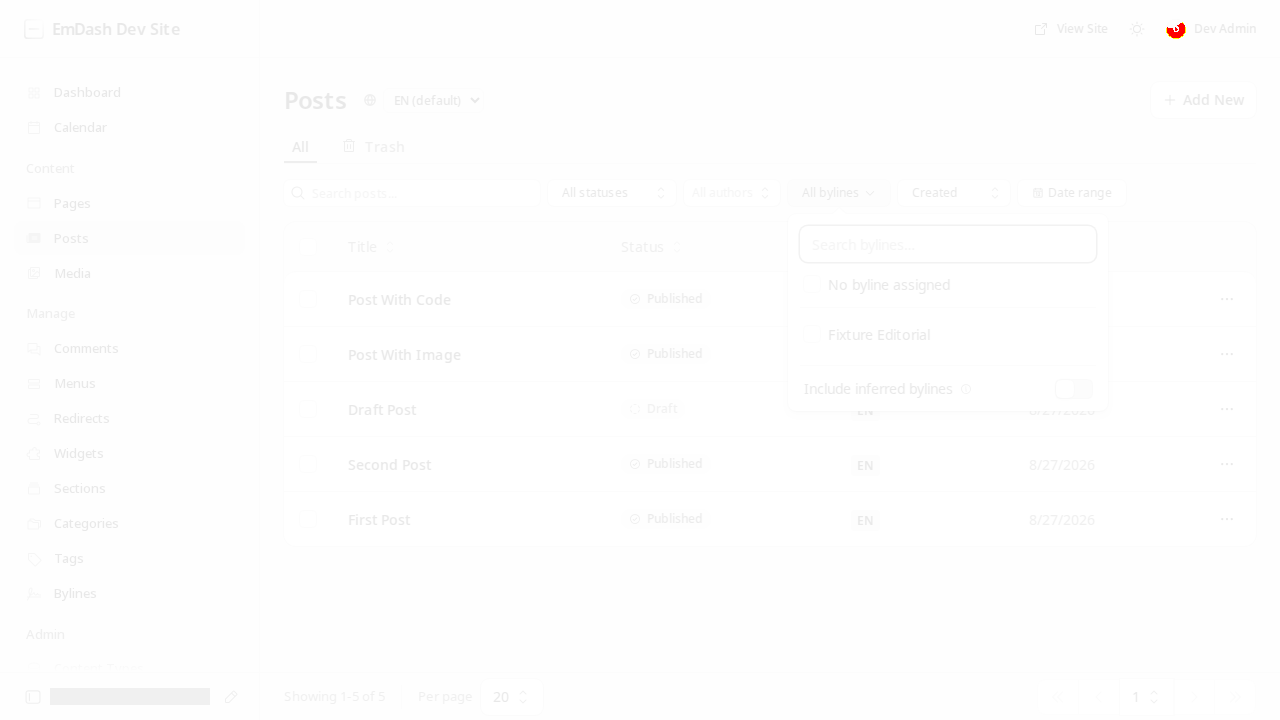 EmDash Dev Site
View Site
Dev Admin
Dashboard
Calendar
Content
Pages
Posts
Media
Manage
Comments
Menus
Redirects
Widgets
Sections
Categories
Tags
Bylines
Admin
Posts
EN (default)
Add New
All
Trash
Search posts...
All statuses
All authors
All bylines
Created
Date range
Title
Status
Search bylines...
No byline assigned
Fixture Editorial
Include inferred bylines
Post With Code
Published
Post With Image
Published
Draft Post
Draft
EN
8/27/2026
Second Post
Published
EN
8/27/2026
First Post
Published
EN
8/27/2026
Showing 1-5 of 5
Per page
20
1